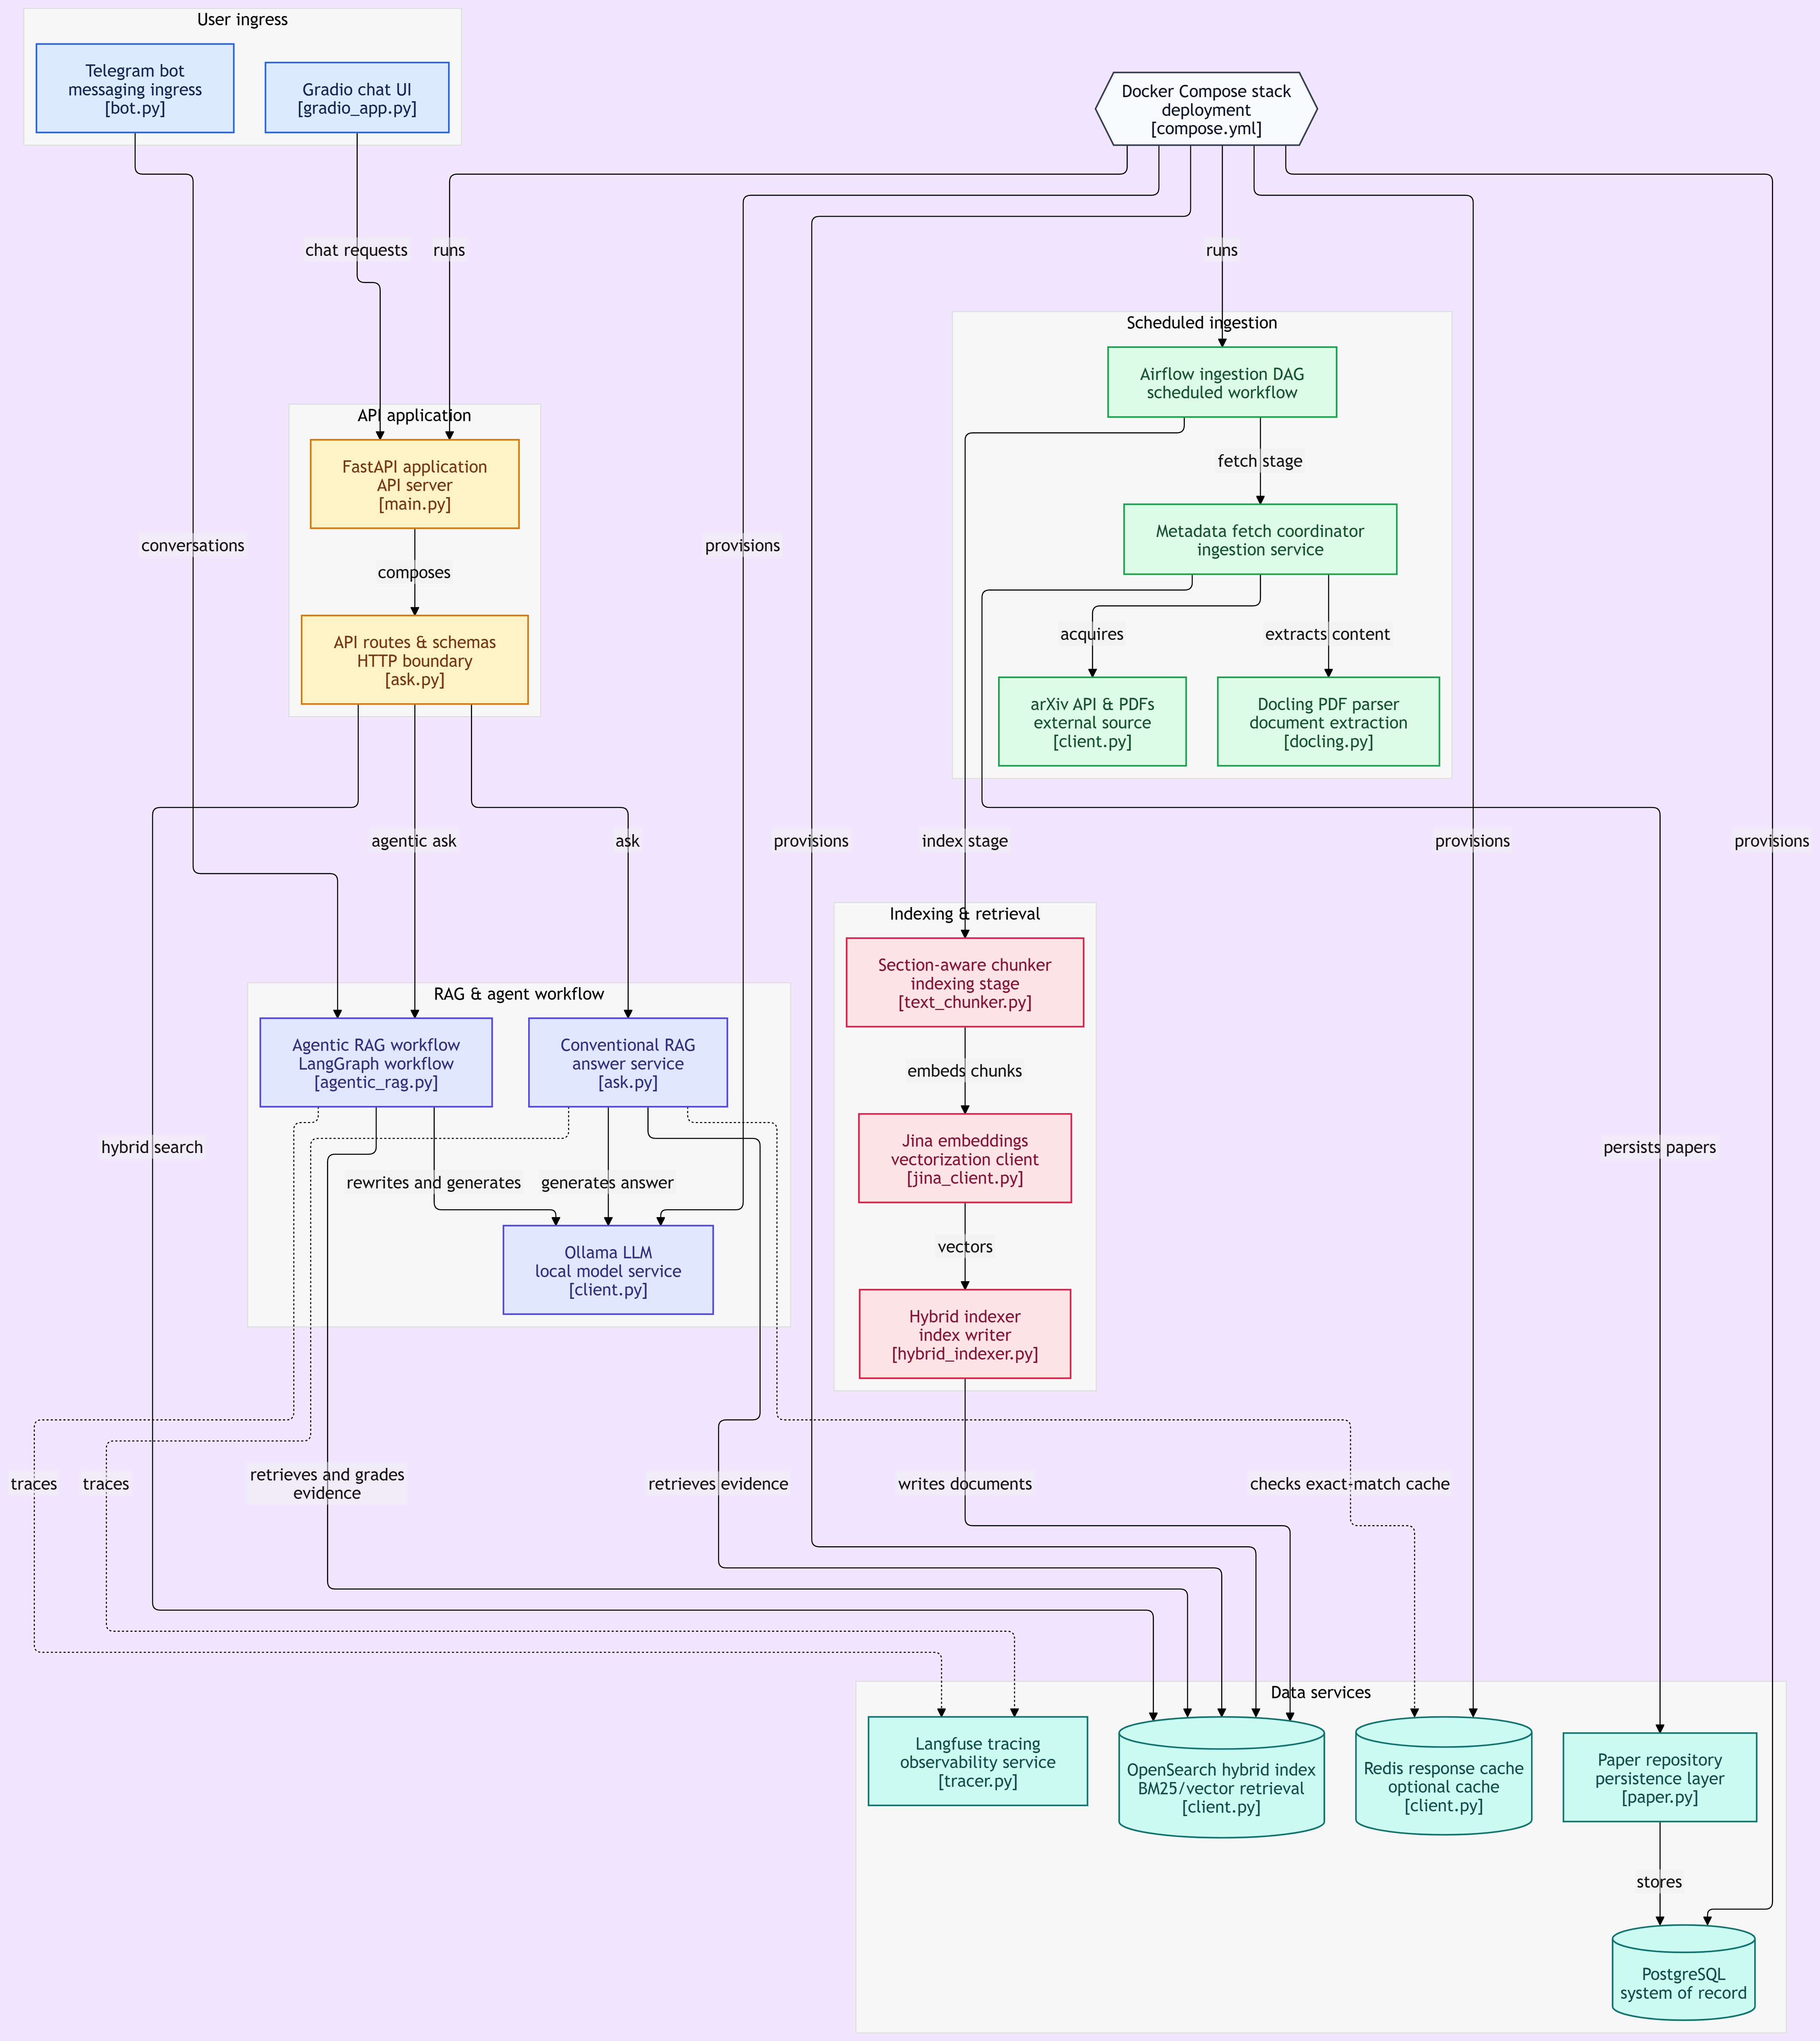 User ingress
Telegram bot
messaging ingress
[bot.py]
Gradio chat UI
[gradio_app.py]
Docker Compose stack
deployment
[compose.yml]
chat requests
runs
runs
Scheduled ingestion
Airflow ingestion DAG
scheduled workflow
API application
FastAPI application
API server
[main.py]
fetch stage
Metadata fetch coordinator
ingestion service
conversations
provisions
composes
API routes & schemas
HTTP boundary
[ask.py]
acquires
extracts content
arXiv API & PDFs
external source
[client.py]
Docling PDF parser
document extraction
[docling.py]
agentic ask
ask
provisions
index stage
provisions
provisions
Indexing & retrieval
Section-aware chunker
indexing stage
[text_chunker.py]
RAG & agent workflow
Agentic RAG workflow
LangGraph workflow
[agentic_rag.py]
Conventional RAG
answer service
[ask.py]
embeds chunks
hybrid search
Jina embeddings
vectorization client
[jina_client.py]
persists papers
rewrites and generates
generates answer
Ollama LLM
local model service
[client.py]
vectors
Hybrid indexer
index writer
[hybrid_indexer.py]
traces
traces
retrieves and grades
evidence
retrieves evidence
writes documents
checks exact-match cache
Data services
Langfuse tracing
observability service
[tracer.py]
OpenSearch hybrid index
BM25/vector retrieval
[client.py]
Redis response cache
optional cache
[client.py]
Paper repository
persistence layer
[paper.py]
stores
PostgreSQL
system of record